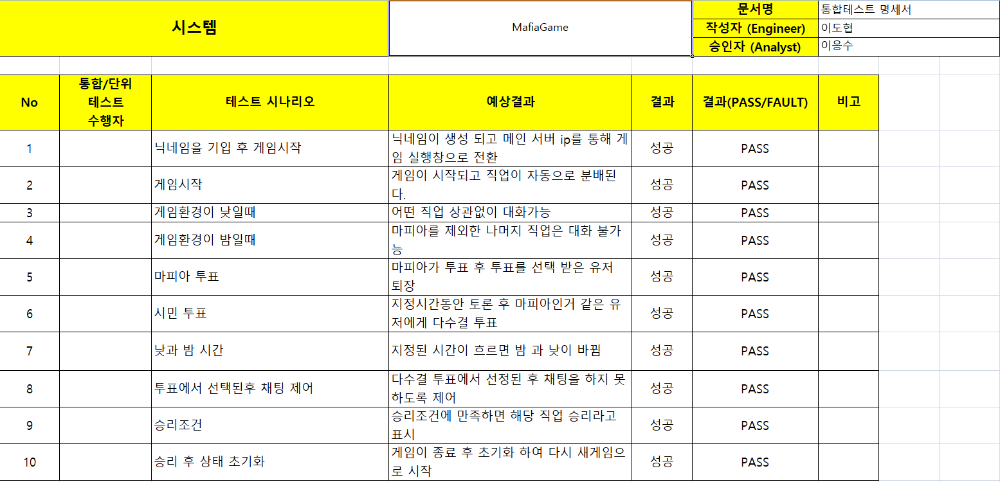 시스템
MafiaGame
문서명
통합테스트 명세서
작성자 (Engineer)
이도협
승인자 (Analyst)
이응수
No
통합/단위
테스트
수행자
테스트 시나리오
예상결과
결과
결과(PASS/FAULT)
비고
1
닉네임을 기입 후 게임시작
닉네임이 생성 되고 메인 서버 ip를 통해 게
임 실행창으로 전환
성공
PASS
2
게임시작
게임이 시작되고 직업이 자동으로 분배된
다.
성공
PASS
3
게임환경이 낮일때
어떤 직업 상관없이 대화가능
성공
PASS
4
게임환경이 밤일때
마피아를 제외한 나머지 직업은 대화 불가
능
성공
PASS
5
마피아 투표
마피아가 투표 후 투표를 선택 받은 유저
퇴장
성공
PASS
6
시민 투표
지정시간동안 토론 후 마피아인거 같은 유
저에게 다수결 투표
성공
PASS
7
낮과 밤 시간
지정된 시간이 흐르면 밤 과 낮이 바뀜
성공
PASS
8
투표에서 선택된후 채팅 제어
다수결 투표에서 선정된 후 채팅을 하지 못
하도록 제어
성공
PASS
9
승리조건
승리조건에 만족하면 해당 직업 승리라고
표시
성공
PASS
10
승리 후 상태 초기화
게임이 종료 후 초기화 하여 다시 새게임으
로 시작
성공
PASS